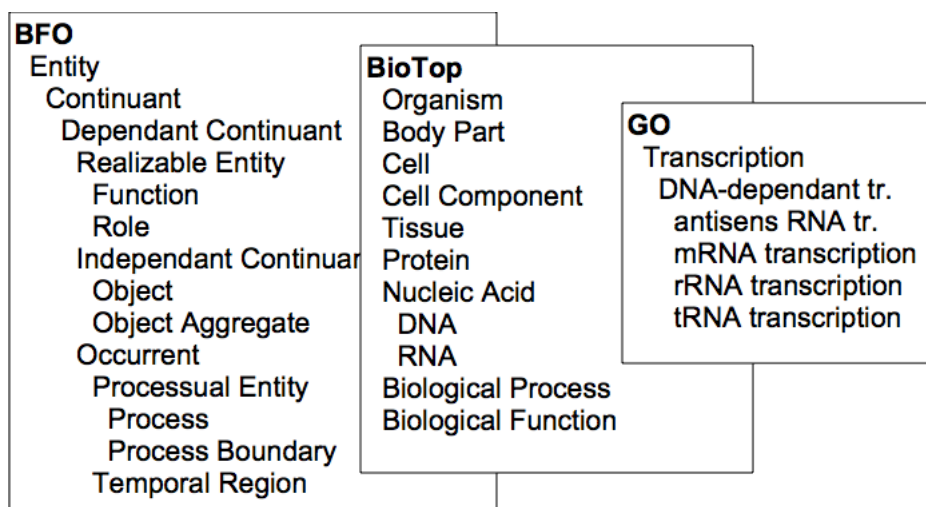 BFO
Entity
Continuant
Dependant Continuant
Realizable Entity
Function
Role
Independant Continuar
Object
Object Aggregate
Occurrent
Processual Entity
Process
Process Boundary
Temporal Region
BioTop
Organism
Body Part
Cell
Cell Component
Tissue
Protein
Nucleic Acid
DNA
RNA
Biological Process
Biological Function
GO
Transcription
DNA-dependant tr.
antisens RNA tr.
mRNA transcription
rRNA transcription
tRNA transcription